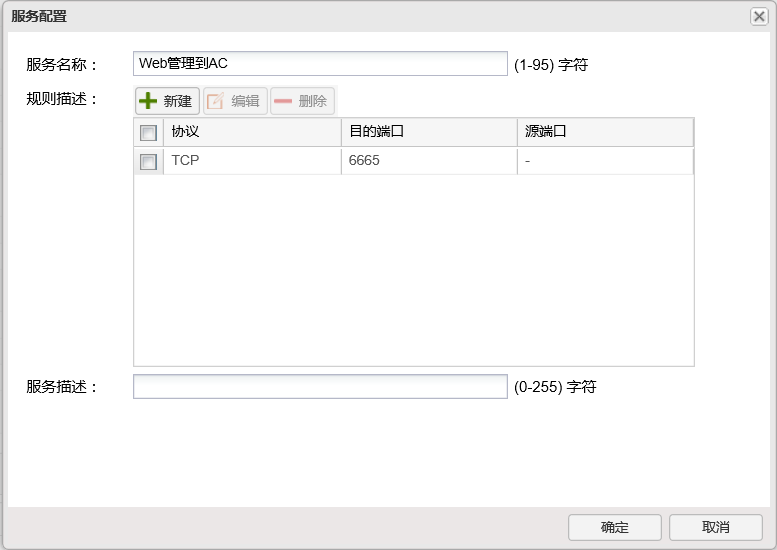 服务配置
服务名称： Web管理到AC (1-95) 字符
规则描述： 新建 编辑 删除
协议 目的端口 源端口
TCP 6665 -
服务描述： (0-255) 字符
确定 取消